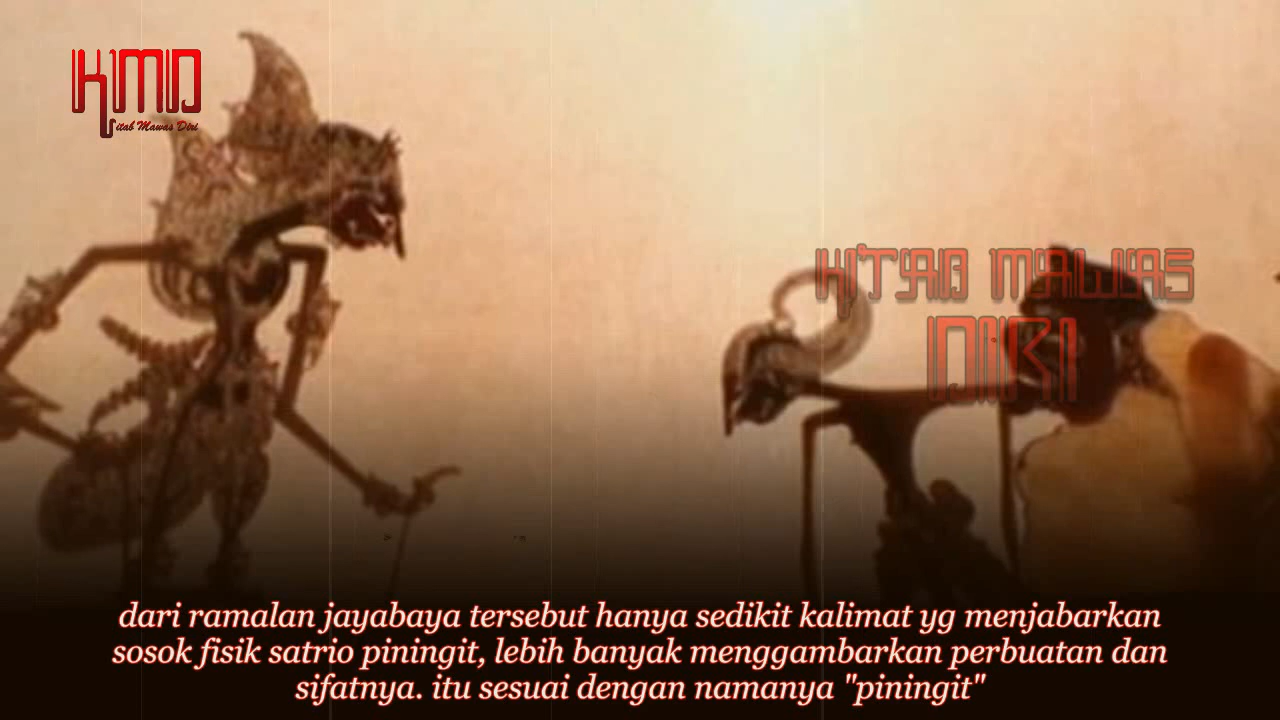 KMD
Kitab Mawas Diri
KITAB MAWAS
DIRI
dari ramalan jayabaya tersebut hanya sedikit kalimat yg menjabarkan
sosok fisik satrio piningit, lebih banyak menggambarkan perbuatan dan
sifatnya. itu sesuai dengan namanya "piningit"